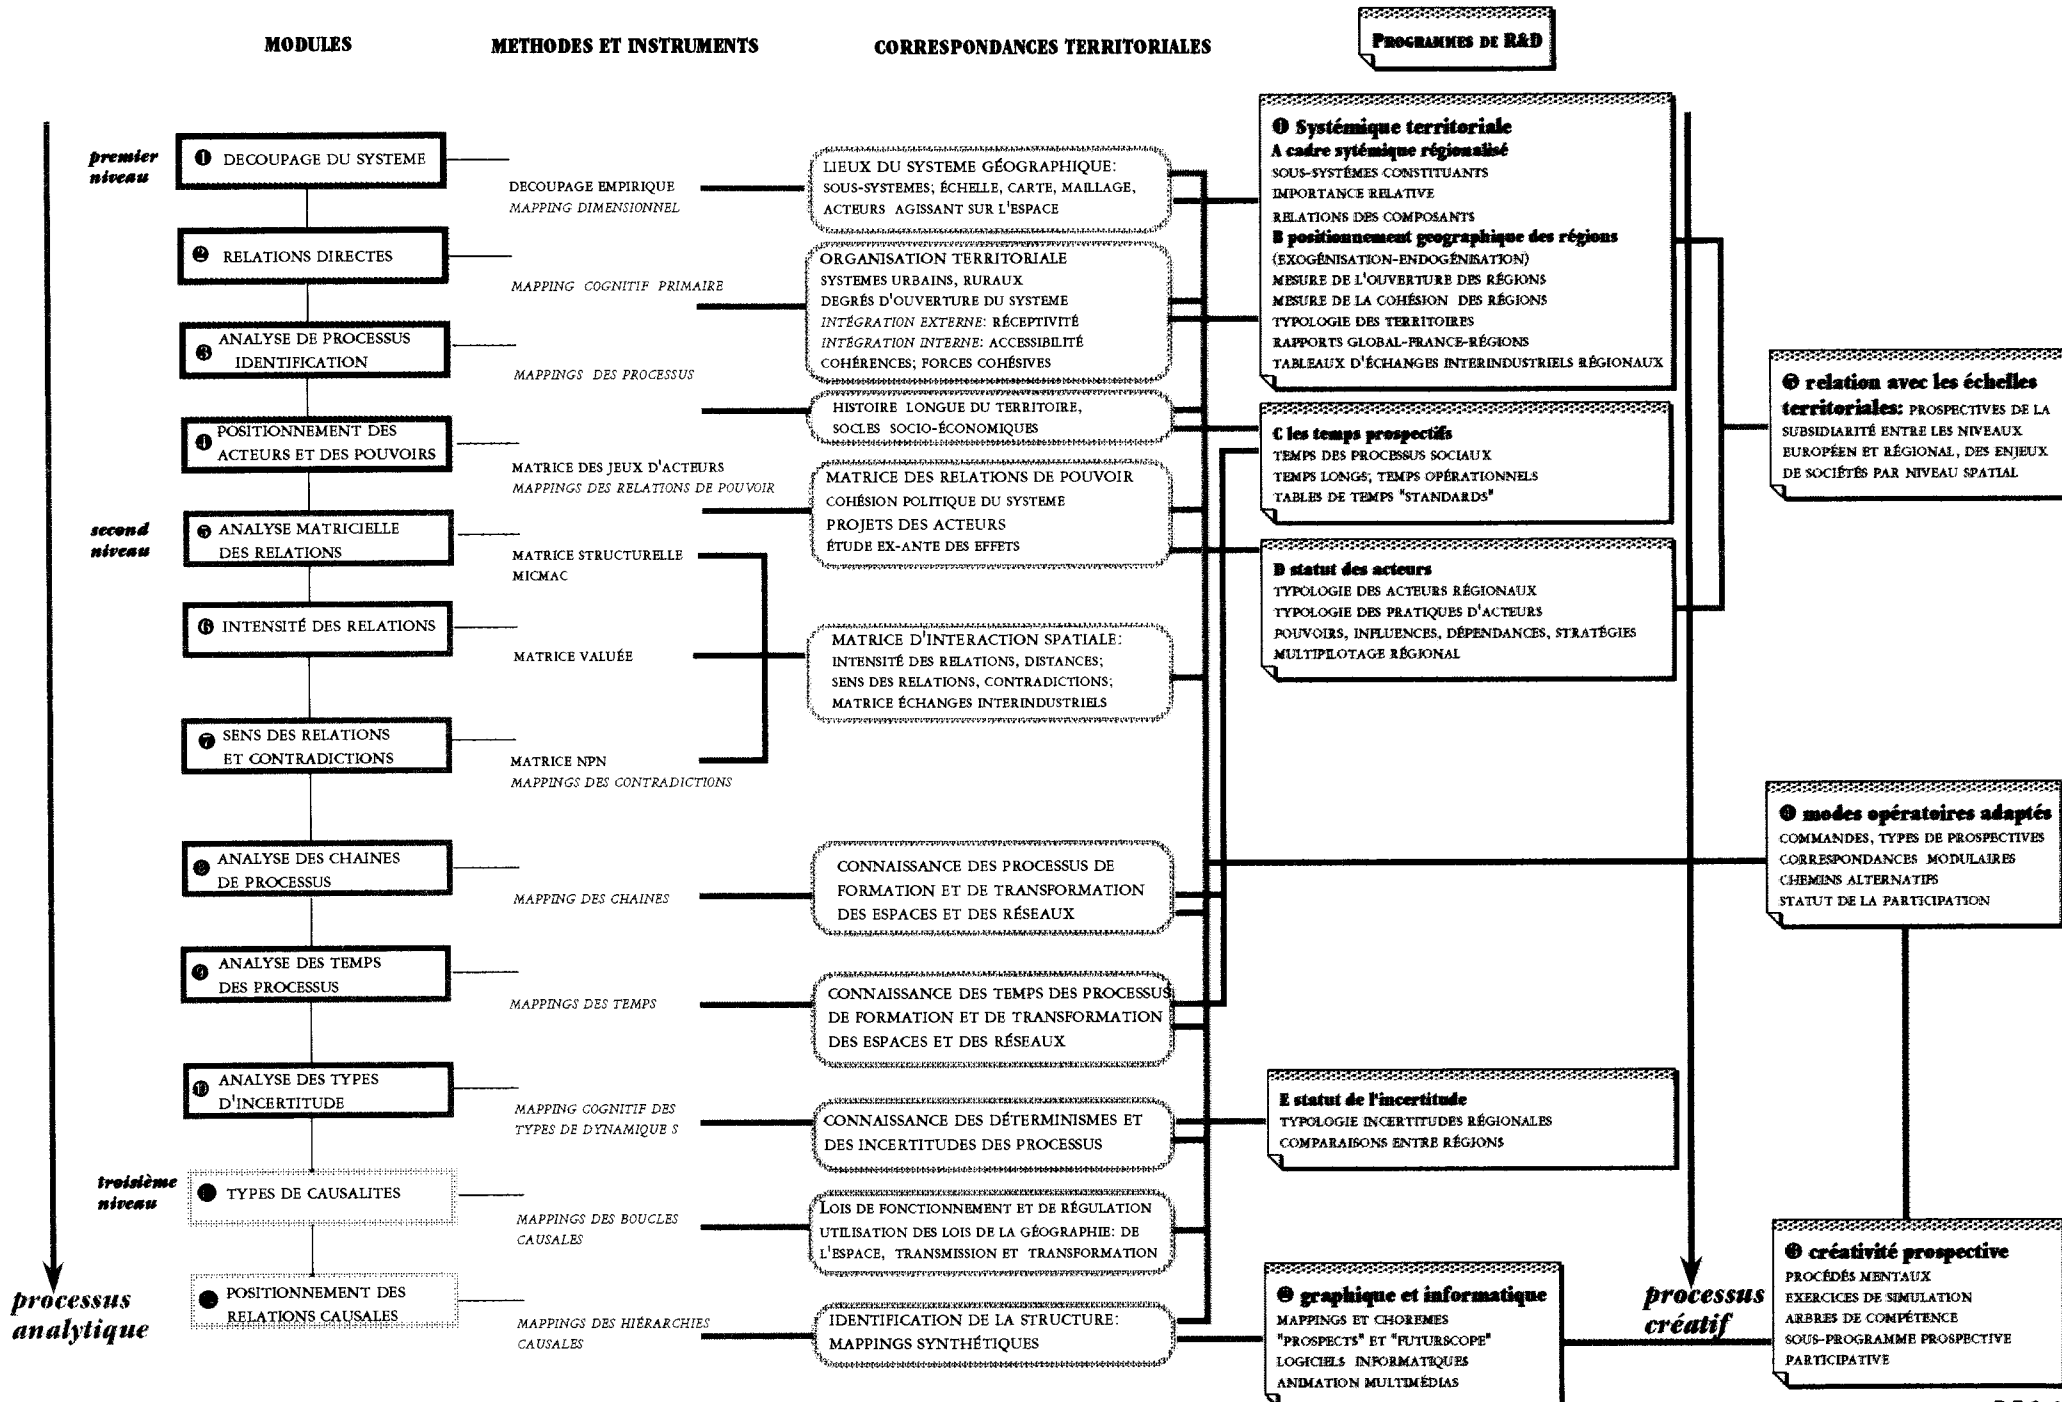 MODULES
METHODES ET INSTRUMENTS
CORRESPONDANCES TERRITORIALES
PROGRAMMES DE R&D
premier
niveau
❶ DECOUPAGE DU SYSTEME
DECOUPAGE EMPIRIQUE
MAPPING DIMENSIONNEL
LIEUX DU SYSTEME GÉOGRAPHIQUE:
SOUS-SYSTEMES; ÉCHELLE, CARTE, MAILLAGE,
ACTEURS AGISSANT SUR L'ESPACE
❷ RELATIONS DIRECTES
MAPPING COGNITIF PRIMAIRE
ORGANISATION TERRITORIALE
SYSTEMES URBAINS, RURAUX
DEGRÉS D'OUVERTURE DU SYSTEME
INTÉGRATION EXTERNE: RÉCEPTIVITÉ
INTÉGRATION INTERNE: ACCESSIBILITÉ
COHÉRENCES; FORCES COHÉSIVES
❸ ANALYSE DE PROCESSUS
IDENTIFICATION
MAPPINGS DES PROCESSUS
HISTOIRE LONGUE DU TERRITOIRE,
SOCLES SOCIO-ÉCONOMIQUES
❹ POSITIONNEMENT DES
ACTEURS ET DES POUVOIRS
MATRICE DES JEUX D'ACTEURS
MAPPINGS DES RELATIONS DE POUVOIR
MATRICE DES RELATIONS DE POUVOIR
COHÉSION POLITIQUE DU SYSTEME
PROJETS DES ACTEURS
ÉTUDE EX-ANTE DES EFFETS
second
niveau
❺ ANALYSE MATRICIELLE
DES RELATIONS
MATRICE STRUCTURELLE
MICMAC
❻ INTENSITÉ DES RELATIONS
MATRICE VALUÉE
MATRICE D'INTERACTION SPATIALE:
INTENSITÉ DES RELATIONS, DISTANCES;
SENS DES RELATIONS, CONTRADICTIONS;
MATRICE ÉCHANGES INTERINDUSTRIELS
❼ SENS DES RELATIONS
ET CONTRADICTIONS
MATRICE NPN
MAPPINGS DES CONTRADICTIONS
❽ ANALYSE DES CHAINES
DE PROCESSUS
MAPPING DES CHAINES
CONNAISSANCE DES PROCESSUS DE
FORMATION ET DE TRANSFORMATION
DES ESPACES ET DES RÉSEAUX
❾ ANALYSE DES TEMPS
DES PROCESSUS
MAPPINGS DES TEMPS
CONNAISSANCE DES TEMPS DES PROCESSUS
DE FORMATION ET DE TRANSFORMATION
DES ESPACES ET DES RÉSEAUX
❿ ANALYSE DES TYPES
D'INCERTITUDE
MAPPING COGNITIF DES
TYPES DE DYNAMIQUE S
CONNAISSANCE DES DÉTERMINISMES ET
DES INCERTITUDES DES PROCESSUS
troisième
niveau
TYPES DE CAUSALITES
MAPPINGS DES BOUCLES
CAUSALES
LOIS DE FONCTIONNEMENT ET DE RÉGULATION
UTILISATION DES LOIS DE LA GÉOGRAPHIE: DE
L'ESPACE, TRANSMISSION ET TRANSFORMATION
POSITIONNEMENT DES
RELATIONS CAUSALES
MAPPINGS DES HIÉRARCHIES
CAUSALES
IDENTIFICATION DE LA STRUCTURE:
MAPPINGS SYNTHÉTIQUES
processus
analytique
❶ Systémique territoriale
A cadre sytémique régionalisé
SOUS-SYSTÉMES CONSTITUANTS
IMPORTANCE RELATIVE
RELATIONS DES COMPOSANTS
B positionnement geographique des régions
(EXOGÉNISATION-ENDOGÉNISATION)
MESURE DE L'OUVERTURE DES RÉGIONS
MESURE DE LA COHÉSION DES RÉGIONS
TYPOLOGIE DES TERRITOIRES
RAPPORTS GLOBAL-FRANCE-RÉGIONS
TABLEAUX D'ÉCHANGES INTERINDUSTRIELS RÉGIONAUX
C les temps prospectifs
TEMPS DES PROCESSUS SOCIAUX
TEMPS LONGS; TEMPS OPÉRATIONNELS
TABLES DE TEMPS "STANDARDS"
D statut des acteurs
TYPOLOGIE DES ACTEURS RÉGIONAUX
TYPOLOGIE DES PRATIQUES D'ACTEURS
POUVOIRS, INFLUENCES, DÉPENDANCES, STRATÉGIES
MULTIPILOTAGE RÉGIONAL
E statut de l'incertitude
TYPOLOGIE INCERTITUDES RÉGIONALES
COMPARAISONS ENTRE RÉGIONS
❷ graphique et informatique
MAPPINGS ET CHOREMES
"PROSPECTS" ET "FUTURSCOPE"
LOGICIELS INFORMATIQUES
ANIMATION MULTIMÉDIAS
processus
créatif
relation avec les échelles
territoriales: PROSPECTIVES DE LA
SUBSIDIARITÉ ENTRE LES NIVEAUX
EUROPÉEN ET RÉGIONAL, DES ENJEUX
DE SOCIÉTÉS PAR NIVEAU SPATIAL
modes opératoires adaptés
COMMANDES, TYPES DE PROSPECTIVES
CORRESPONDANCES MODULAIRES
CHEMINS ALTERNATIFS
STATUT DE LA PARTICIPATION
créativité prospective
PROCÉDÉS MENTAUX
EXERCICES DE SIMULATION
ARBRES DE COMPÉTENCE
SOUS-PROGRAMME PROSPECTIVE
PARTICIPATIVE